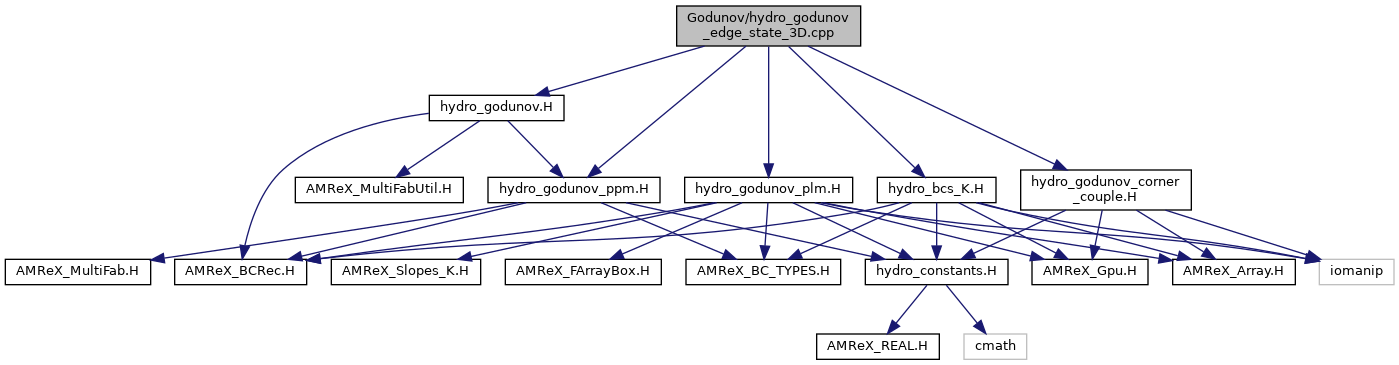 Godunov/hydro_godunov
_edge_state_3D.cpp
hydro_godunov.H
AMReX_MultiFabUtil.H
hydro_godunov_ppm.H
hydro_godunov_plm.H
hydro_bcs_K.H
hydro_godunov_corner
_couple.H
AMReX_MultiFab.H
AMReX_BCRec.H
AMReX_Slopes_K.H
AMReX_FArrayBox.H
AMReX_BC_TYPES.H
hydro_constants.H
AMReX_Gpu.H
AMReX_Array.H
iomanip
AMReX_REAL.H
cmath